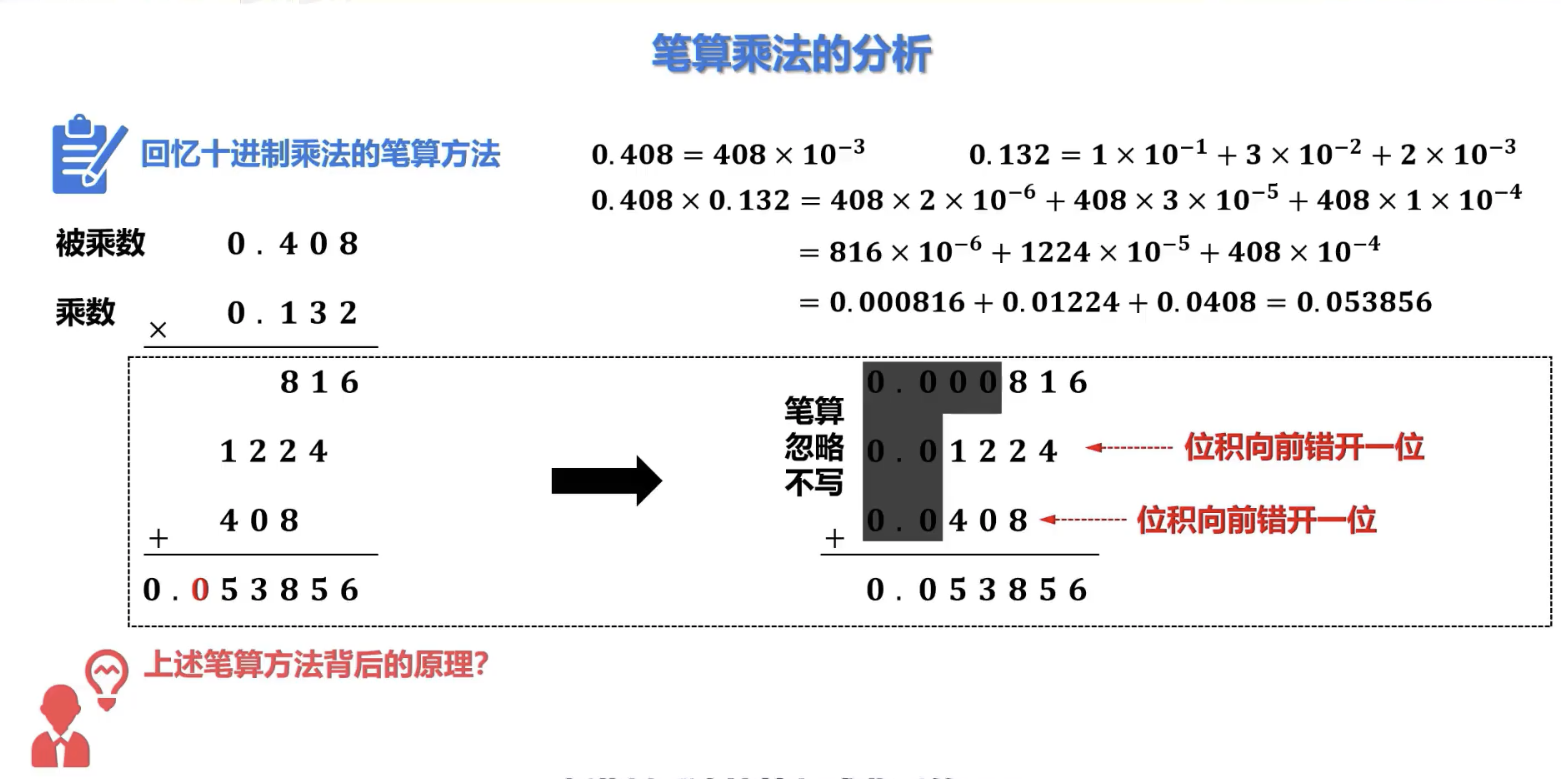 笔算乘法的分析
回忆十进制乘法的笔算方法
0.408 = 408 × 10⁻³
0.132 = 1 × 10⁻¹ + 3 × 10⁻² + 2 × 10⁻³
0.408 × 0.132 = 408 × 2 × 10⁻⁶ + 408 × 3 × 10⁻⁵ + 408 × 1 × 10⁻⁴
= 816 × 10⁻⁶ + 1224 × 10⁻⁵ + 408 × 10⁻⁴
= 0.000816 + 0.01224 + 0.0408 = 0.053856
被乘数 0.408
乘数 × 0.132
816
1224
+ 408
0.053856
笔算
忽略
不写
0.000816
0.01224 位积向前错开一位
+ 0.0408 位积向前错开一位
0.053856
上述笔算方法背后的原理？